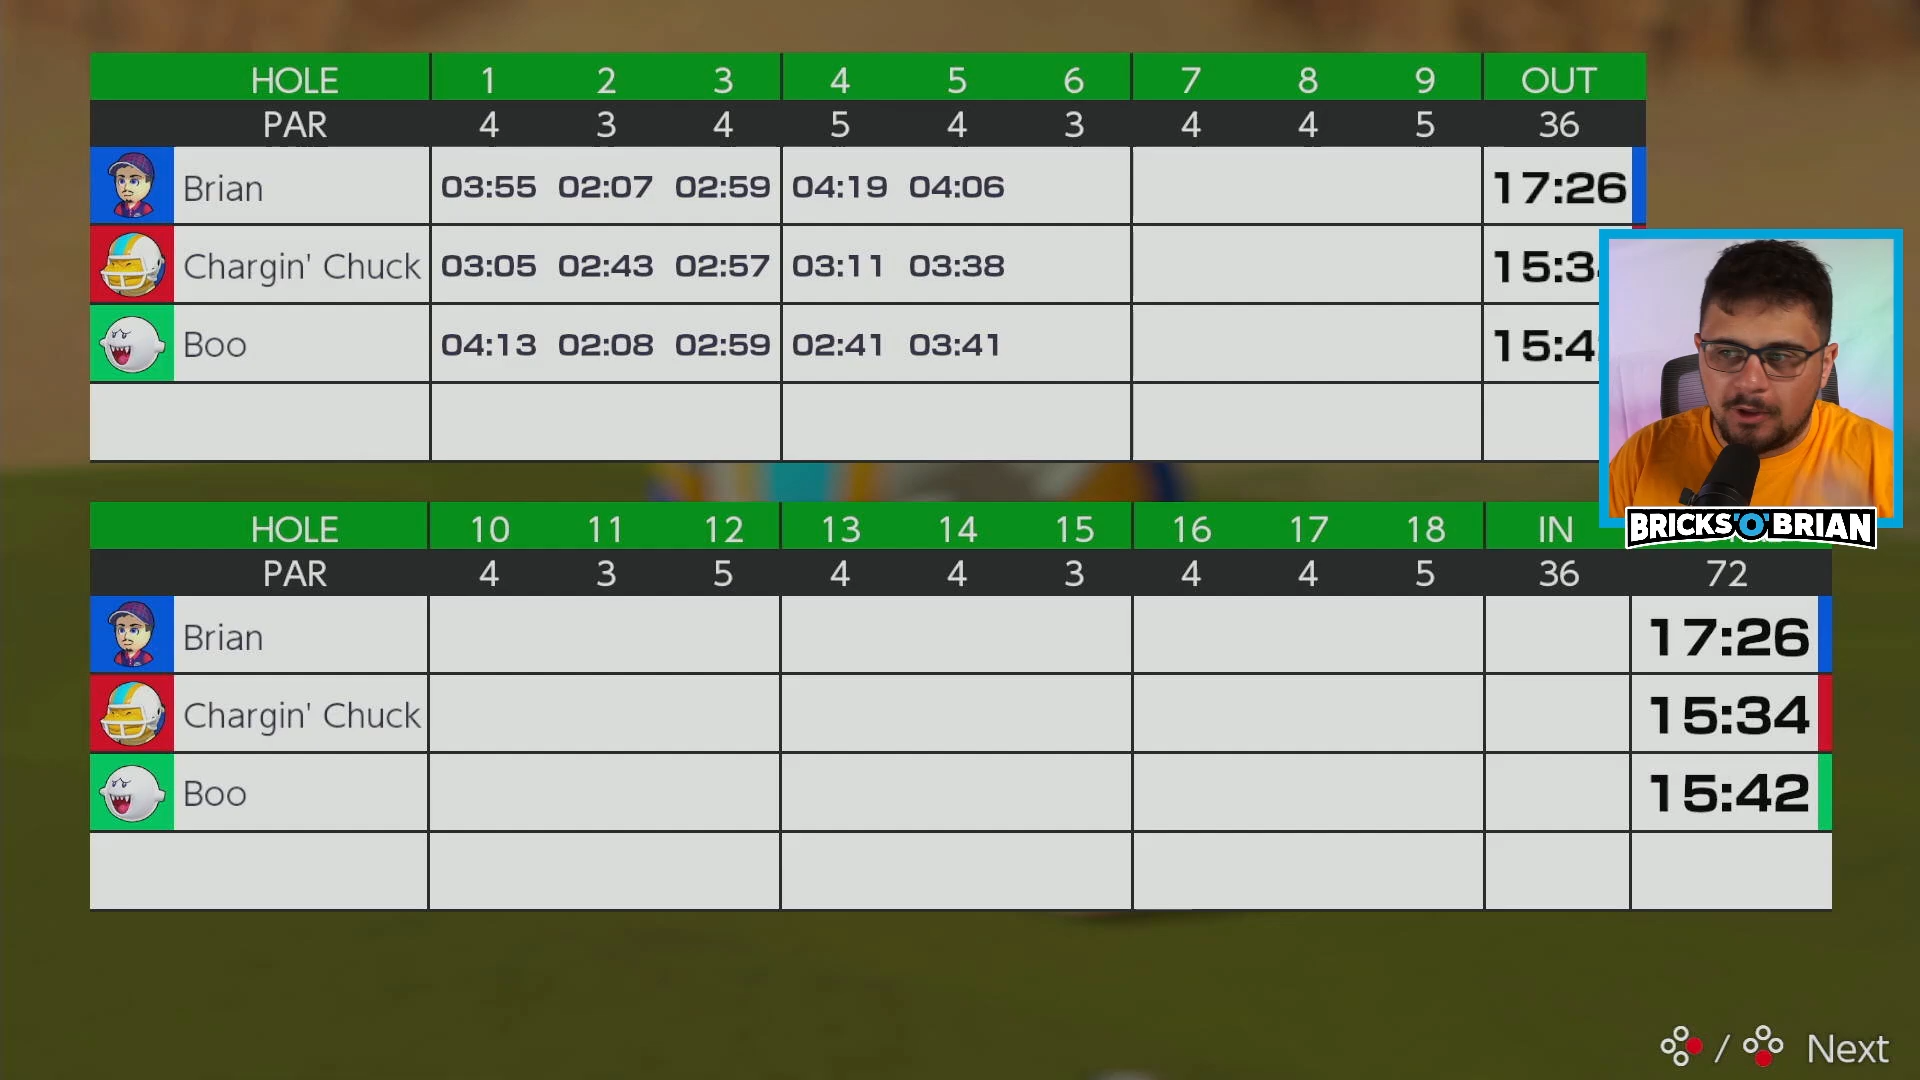 HOLE 1 2 3 4 5 6 7 8 9 OUT
PAR 4 3 4 5 4 3 4 4 5 36
Brian 03:55 02:07 02:59 04:19 04:06 17:26
Chargin' Chuck 03:05 02:43 02:57 03:11 03:38 15:3
Boo 04:13 02:08 02:59 02:41 03:41 15:4
BRICKS'O'BRIAN
HOLE 10 11 12 13 14 15 16 17 18 IN
PAR 4 3 5 4 4 3 4 4 5 36 72
Brian 17:26
Chargin' Chuck 15:34
Boo 15:42
/ Next